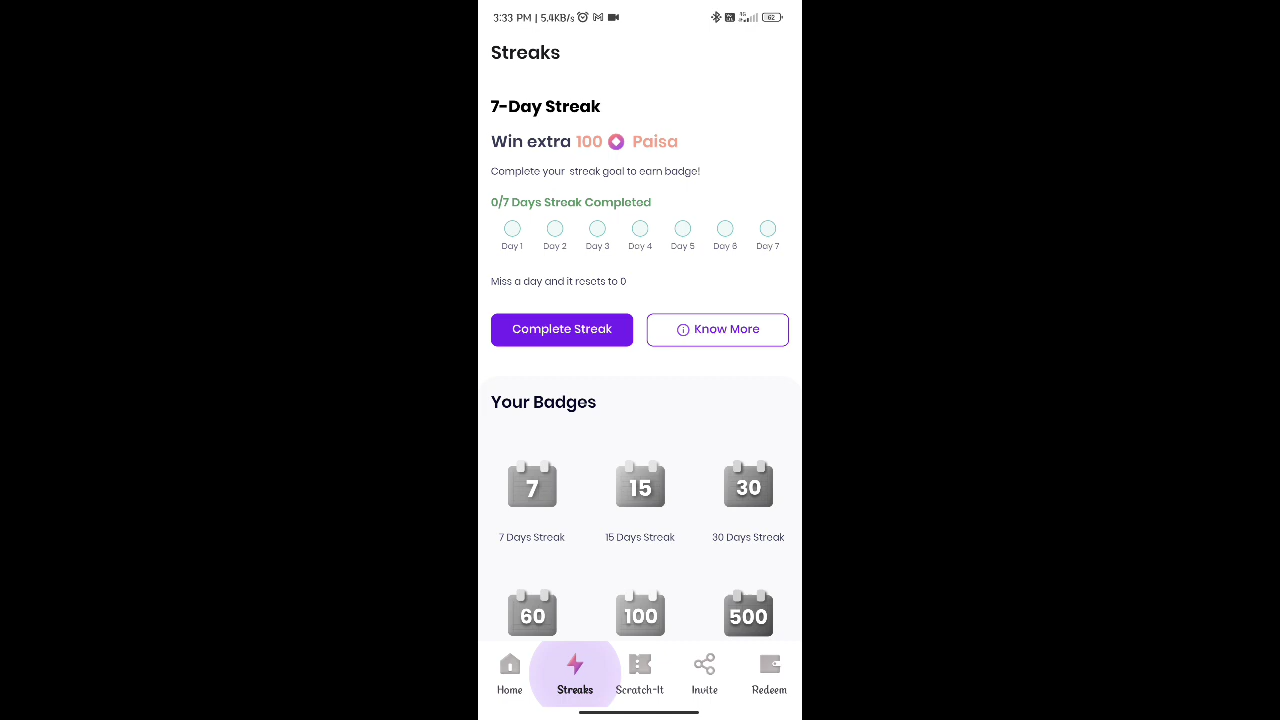 3:33 PM | 5.4KB/s 62
Streaks
7-Day Streak
Win extra 100 Paisa
Complete your streak goal to earn badge!
0/7 Days Streak Completed
Day 1 Day 2 Day 3 Day 4 Day 5 Day 6 Day 7
Miss a day and it resets to 0
Complete Streak Know More
Your Badges
7 15 30
7 Days Streak 15 Days Streak 30 Days Streak
60 100 500
Home Streaks Scratch-It Invite Redeem